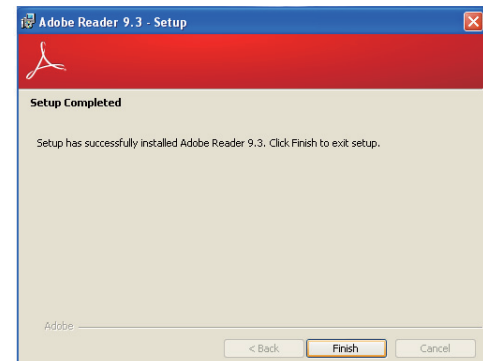 Adobe Reader 9.3 - Setup
Setup Completed
Setup has successfully installed Adobe Reader 9.3. Click Finish to exit setup.
Adobe
< Back
Finish
Cancel